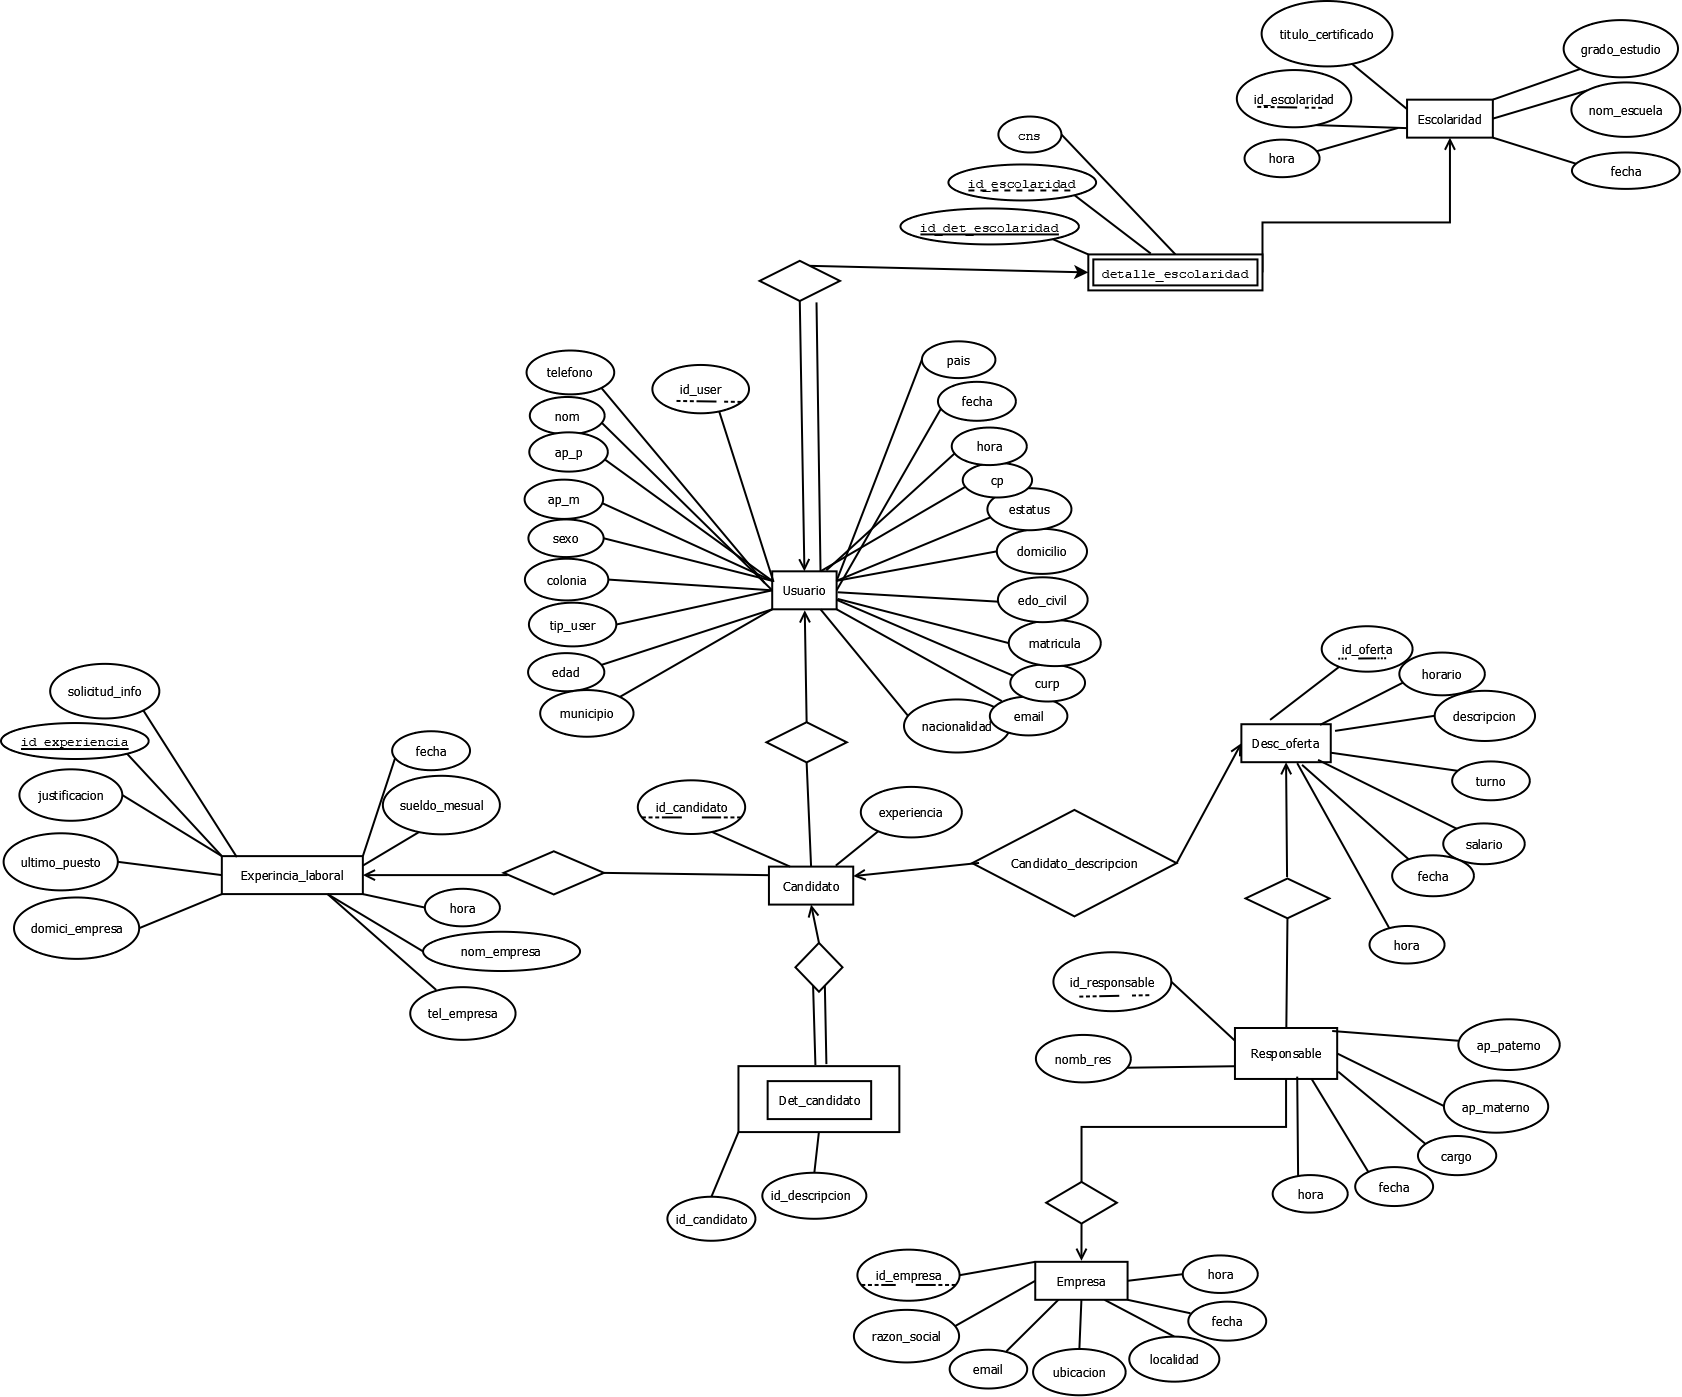 titulo_certificado
grado_estudio
id_escolaridad
nom_escuela
Escolaridad
cns
hora
fecha
id_escolaridad
id_det_escolaridad
detalle_escolaridad
telefono
id_user
pais
nom
fecha
ap_p
hora
cp
ap_m
estatus
sexo
domicilio
colonia
Usuario
edo_civil
tip_user
matricula
edad
curp
municipio
nacionalidad
email
id_oferta
horario
descripcion
Desc_oferta
turno
salario
fecha
hora
solicitud_info
id_experiencia
fecha
justificacion
sueldo_mesual
ultimo_puesto
Experincia_laboral
domici_empresa
hora
nom_empresa
tel_empresa
id_candidato
experiencia
Candidato_descripcion
Candidato
id_responsable
nomb_res
Responsable
ap_paterno
ap_materno
cargo
fecha
hora
Det_candidato
id_descripcion
id_candidato
id_empresa
Empresa
hora
fecha
razon_social
localidad
email
ubicacion